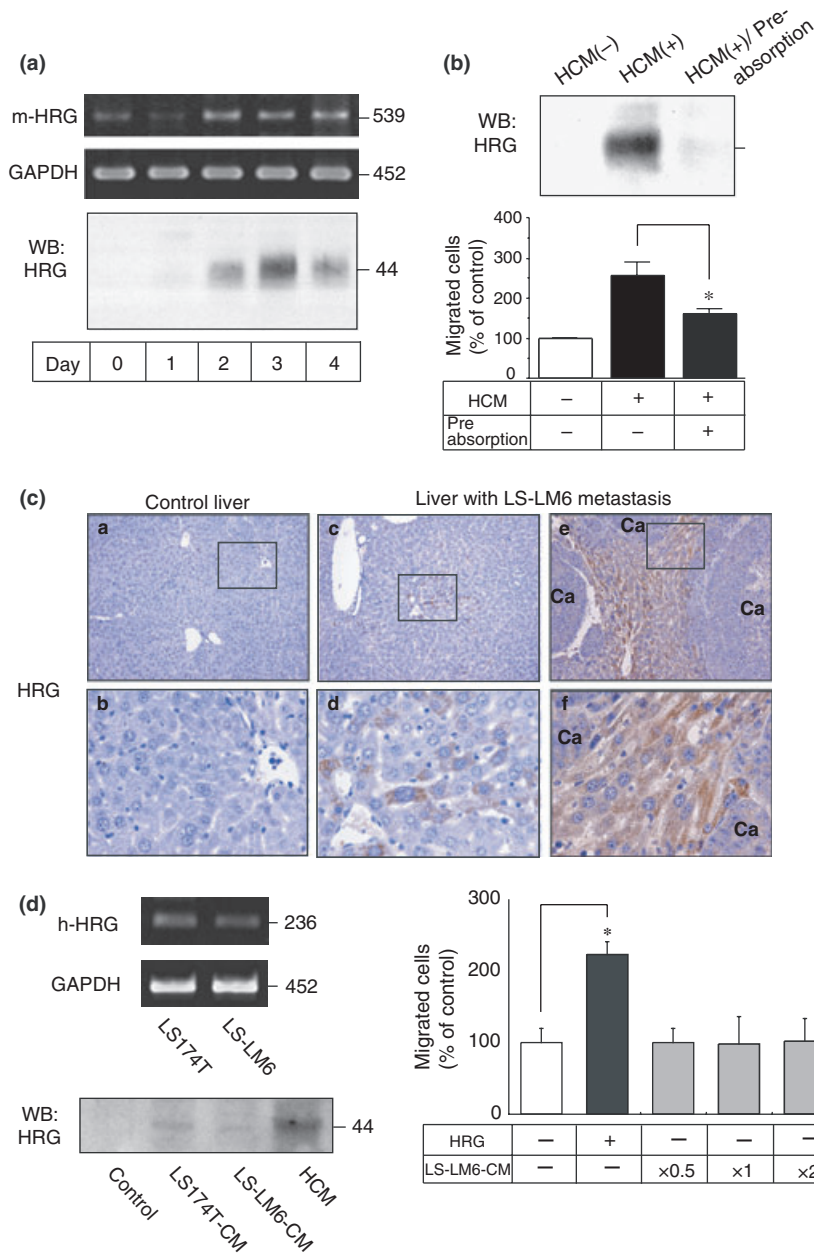 (a)
m-HRG
539
GAPDH
452
WB:
HRG
44
Day 0 1 2 3 4
(b)
HCM(–) HCM(+) HCM(+)/ Pre-
absorption
WB:
HRG
400
300
250
200
100
0
Migrated cells
(% of control)
*
HCM – + +
Pre
absorption – – +
(c)
Control liver Liver with LS-LM6 metastasis
a c e
Ca Ca Ca
HRG
b d f
Ca Ca
(d)
h-HRG
236
GAPDH
452
LS174T LS-LM6
WB:
HRG
44
Control LS174T-CM LS-LM6-CM HCM
300
200
100
0
Migrated cells
(% of control)
*
HRG – + – – –
LS-LM6-CM – – ×0.5 ×1 ×2